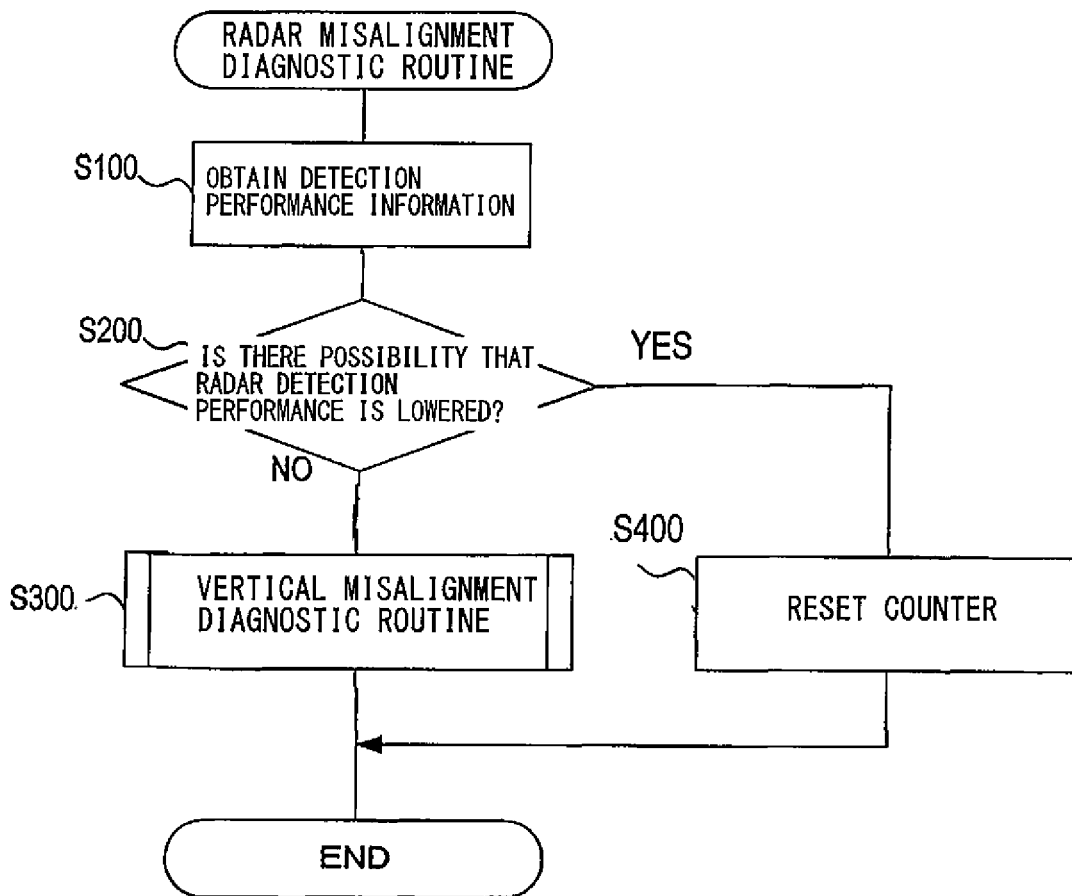 RADAR MISALIGNMENT
DIAGNOSTIC ROUTINE
S100
OBTAIN DETECTION
PERFORMANCE INFORMATION
S200
IS THERE POSSIBILITY THAT
RADAR DETECTION
PERFORMANCE IS LOWERED?
YES
NO
S300
VERTICAL MISALIGNMENT
DIAGNOSTIC ROUTINE
S400
RESET COUNTER
END